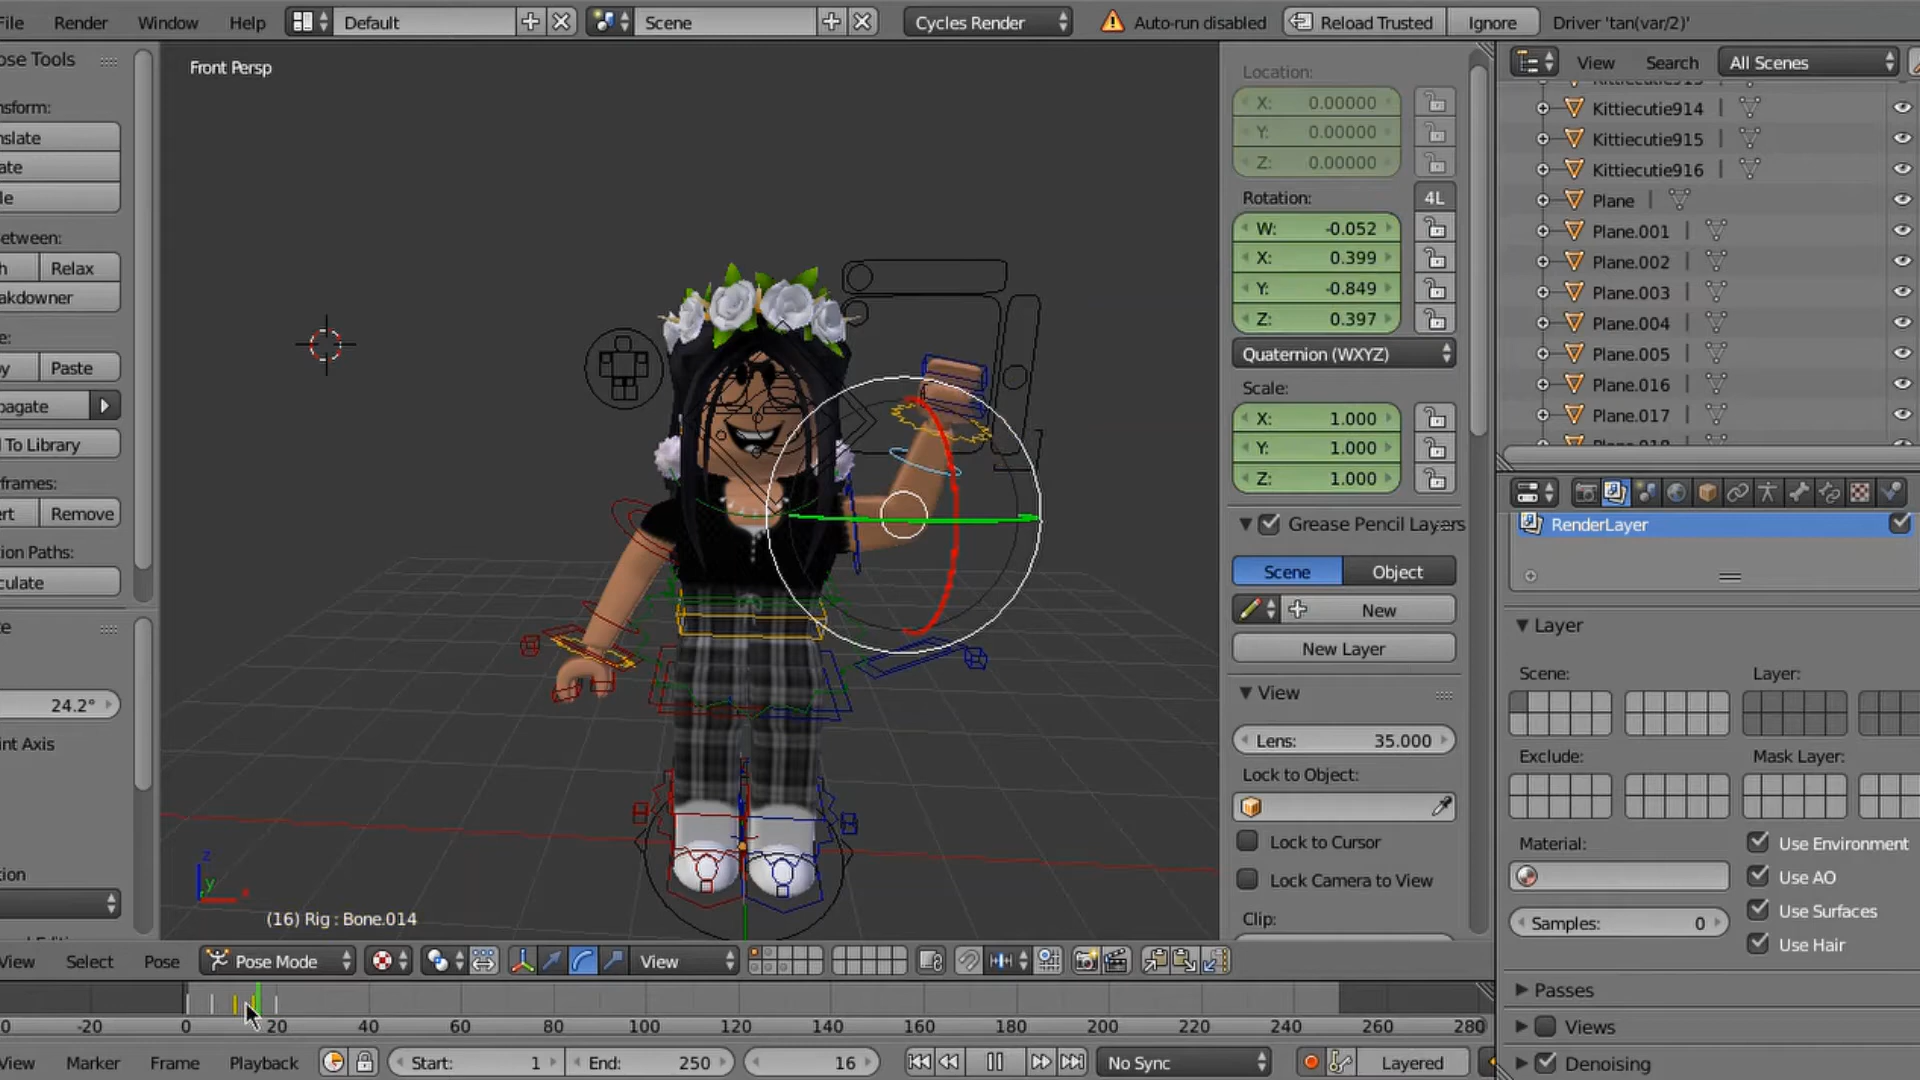 File Render Window Help Default Scene Cycles Render Auto-run disabled Reload Trusted Ignore Driver 'tan(var/2)'
ose Tools
nsform:
nslate
ate
le
etween:
h Relax
akdowner
e:
y Paste
agate
To Library
eyframes:
ert Remove
ion Paths:
culate
te
24.2°
int Axis
tion
Front Persp
z
y
x
(16) Rig : Bone.014
Location:
X: 0.00000
Y: 0.00000
Z: 0.00000
Rotation: 4L
W: -0.052
X: 0.399
Y: -0.849
Z: 0.397
Quaternion (WXYZ)
Scale:
X: 1.000
Y: 1.000
Z: 1.000
Grease Pencil Layers
Scene Object
New
New Layer
View
Lens: 35.000
Lock to Object:
Lock to Cursor
Lock Camera to View
Clip:
View Search All Scenes
Kittiecutie914
Kittiecutie915
Kittiecutie916
Plane
Plane.001
Plane.002
Plane.003
Plane.004
Plane.005
Plane.016
Plane.017
RenderLayer
Layer
Scene: Layer:
Exclude: Mask Layer:
Material:
Use Environment
Use AO
Samples: 0
Use Surfaces
Use Hair
Passes
Views
Denoising
View Select Pose Pose Mode View
-20 0 20 40 60 80 100 120 140 160 180 200 220 240 260 280
View Marker Frame Playback Start: 1 End: 250 16 No Sync Layered